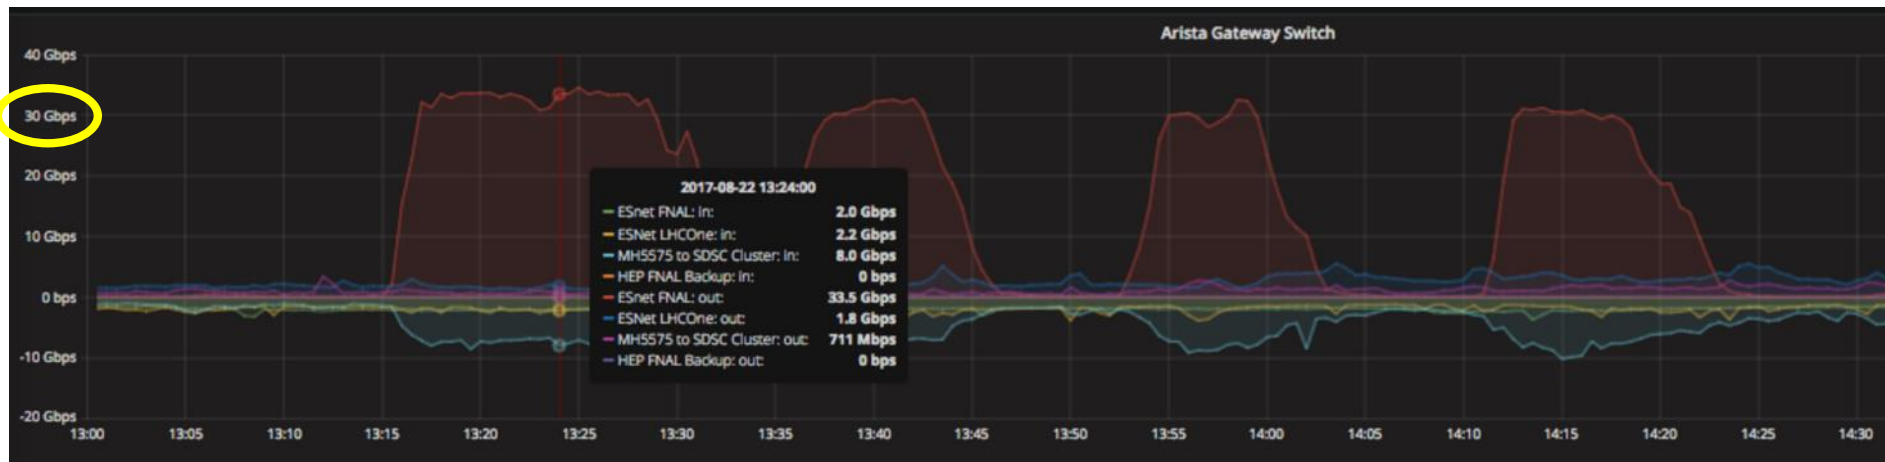 Arista Gateway Switch
40 Gbps
30 Gbps
20 Gbps
10 Gbps
0 bps
-10 Gbps
-20 Gbps
2017-08-22 13:24:00
ESnet FNAL: in: 2.0 Gbps
ESNet LHCOne: in: 2.2 Gbps
MH5575 to SDSC Cluster: in: 8.0 Gbps
HEP FNAL Backup: in: 0 bps
ESnet FNAL: out: 33.5 Gbps
ESNet LHCOne: out: 1.8 Gbps
MH5575 to SDSC Cluster: out: 711 Mbps
HEP FNAL Backup: out: 0 bps
13:00 13:05 13:10 13:15 13:20 13:25 13:30 13:35 13:40 13:45 13:50 13:55 14:00 14:05 14:10 14:15 14:20 14:25 14:30